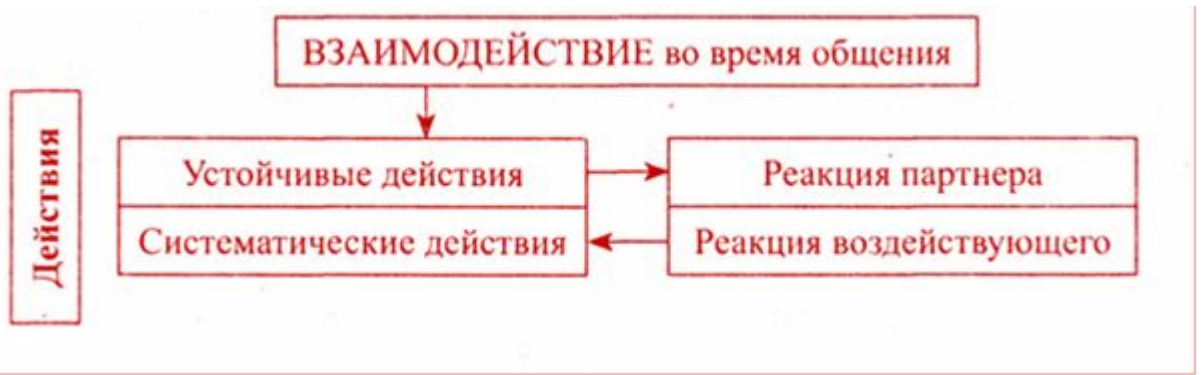 ВЗАИМОДЕЙСТВИЕ во время общения
Действия
Устойчивые действия
Реакция партнера
Систематические действия
Реакция воздействующего